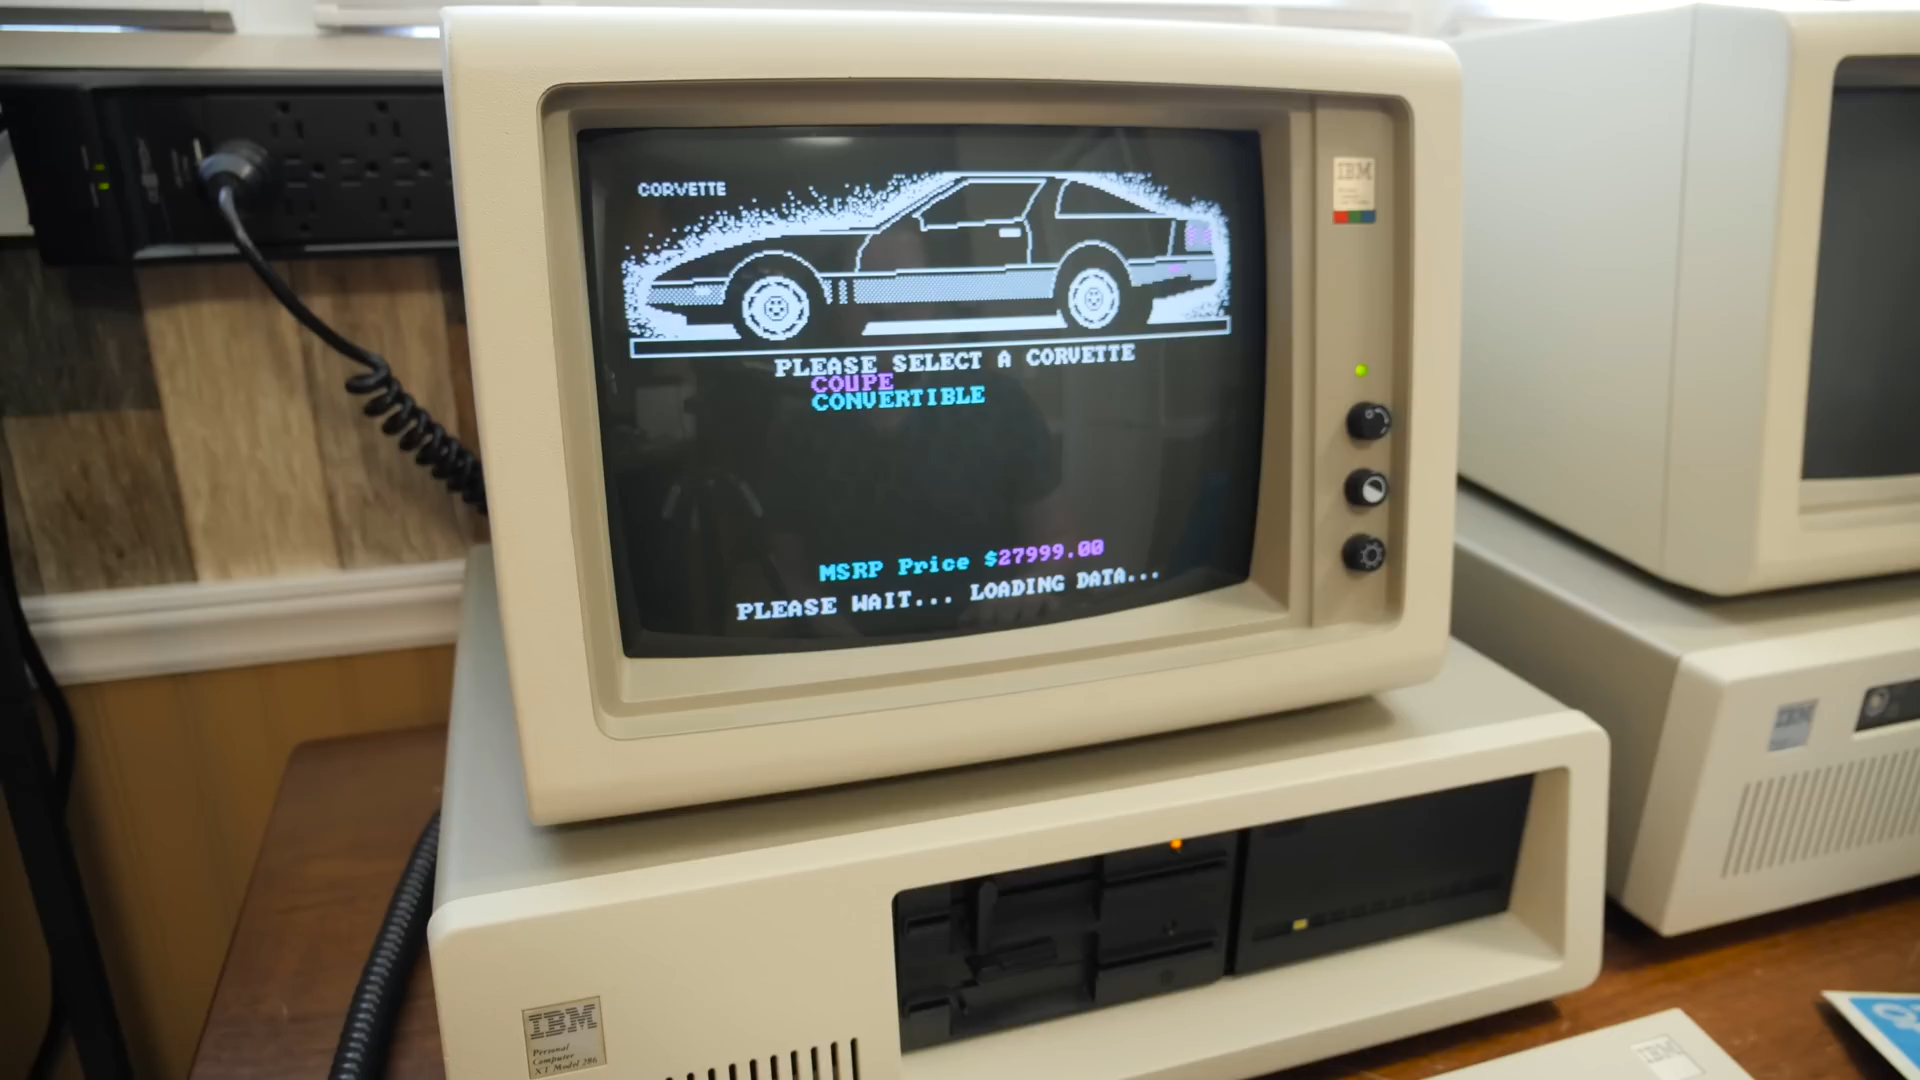 CORVETTE
PLEASE SELECT A CORVETTE
COUPE
CONVERTIBLE
MSRP Price $27999.00
PLEASE WAIT... LOADING DATA...
IBM
IBM
IBM
Personal
Computer
XT Model 286
IBM